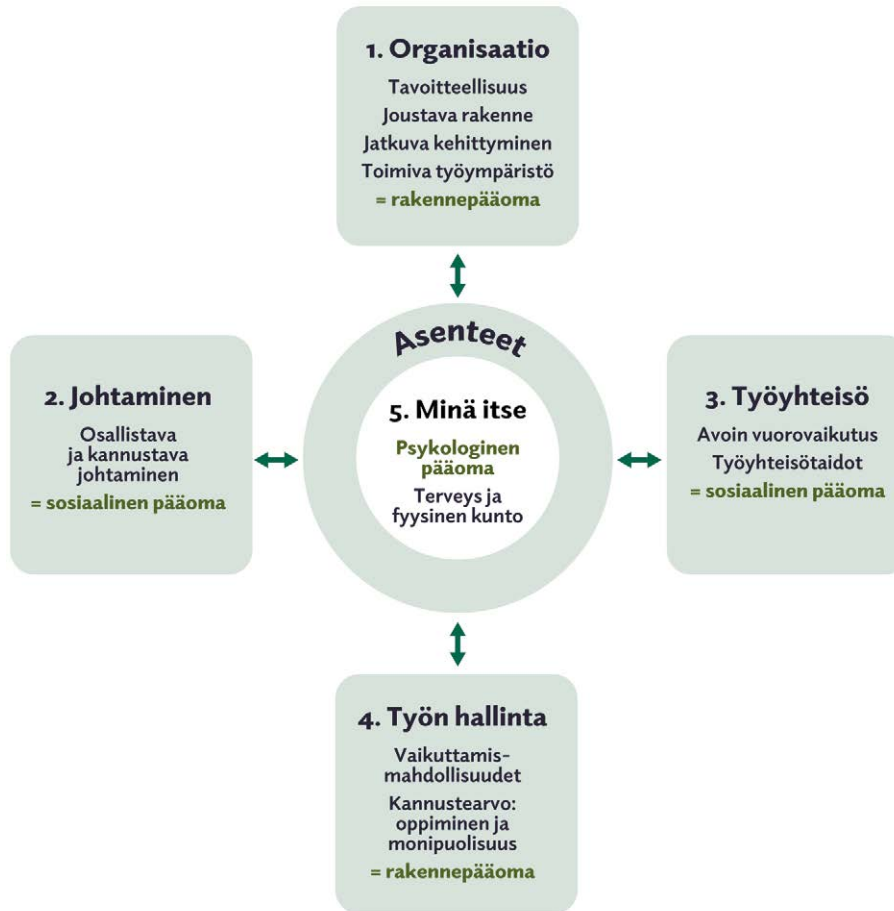 1. Organisaatio
Tavoitteellisuus
Joustava rakenne
Jatkuva kehittyminen
Toimiva työympäristö
= rakennepääoma
2. Johtaminen
Osallistava
ja kannustava
johtaminen
= sosiaalinen pääoma
Asenteet
5. Minä itse
Psykologinen
pääoma
Terveys ja
fyysinen kunto
3. Työyhteisö
Avoin vuorovaikutus
Työyhteisötaidot
= sosiaalinen pääoma
4. Työn hallinta
Vaikuttamis-
mahdollisuudet
Kannustearvo:
oppiminen ja
monipuolisuus
= rakennepääoma